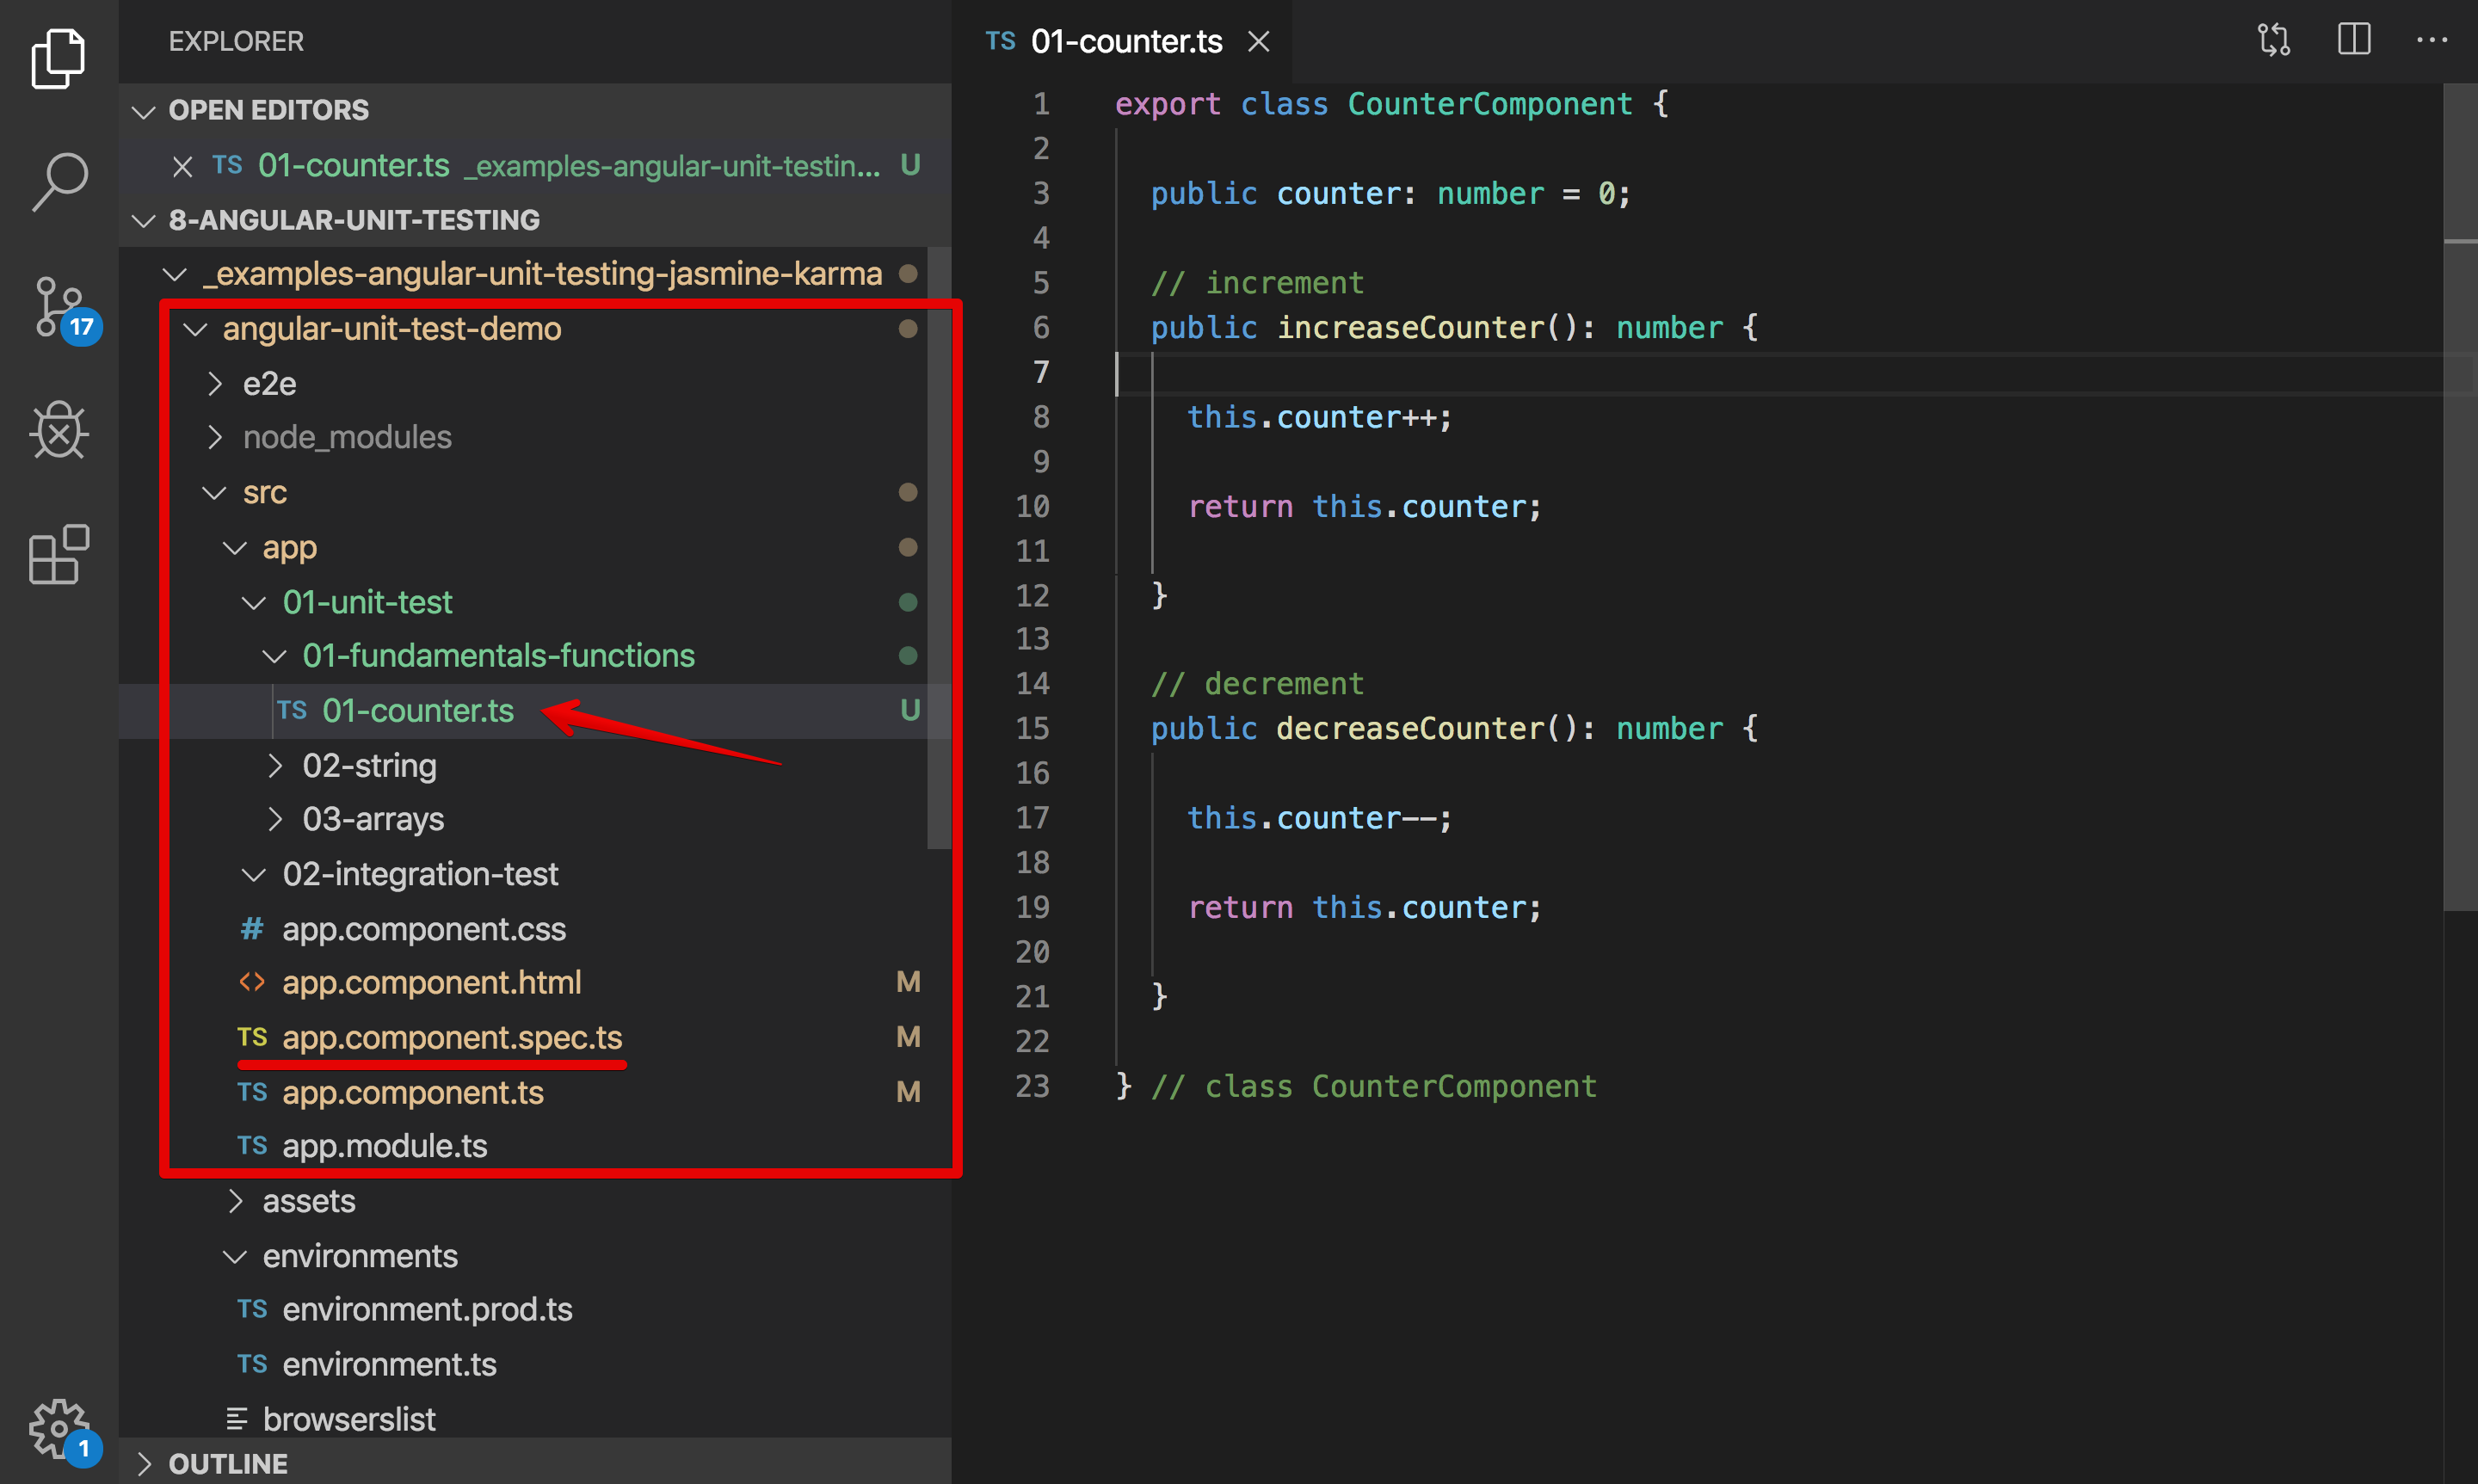 EXPLORER
OPEN EDITORS
TS 01-counter.ts _examples-angular-unit-testin... U
8-ANGULAR-UNIT-TESTING
_examples-angular-unit-testing-jasmine-karma
angular-unit-test-demo
e2e
node_modules
src
app
01-unit-test
01-fundamentals-functions
TS 01-counter.ts U
02-string
03-arrays
02-integration-test
# app.component.css
<> app.component.html M
TS app.component.spec.ts M
TS app.component.ts M
TS app.module.ts
assets
environments
TS environment.prod.ts
TS environment.ts
browserslist
OUTLINE
17
1
TS 01-counter.ts
1 export class CounterComponent {
2
3 public counter: number = 0;
4
5 // increment
6 public increaseCounter(): number {
7
8 this.counter++;
9
10 return this.counter;
11
12 }
13
14 // decrement
15 public decreaseCounter(): number {
16
17 this.counter--;
18
19 return this.counter;
20
21 }
22
23 } // class CounterComponent